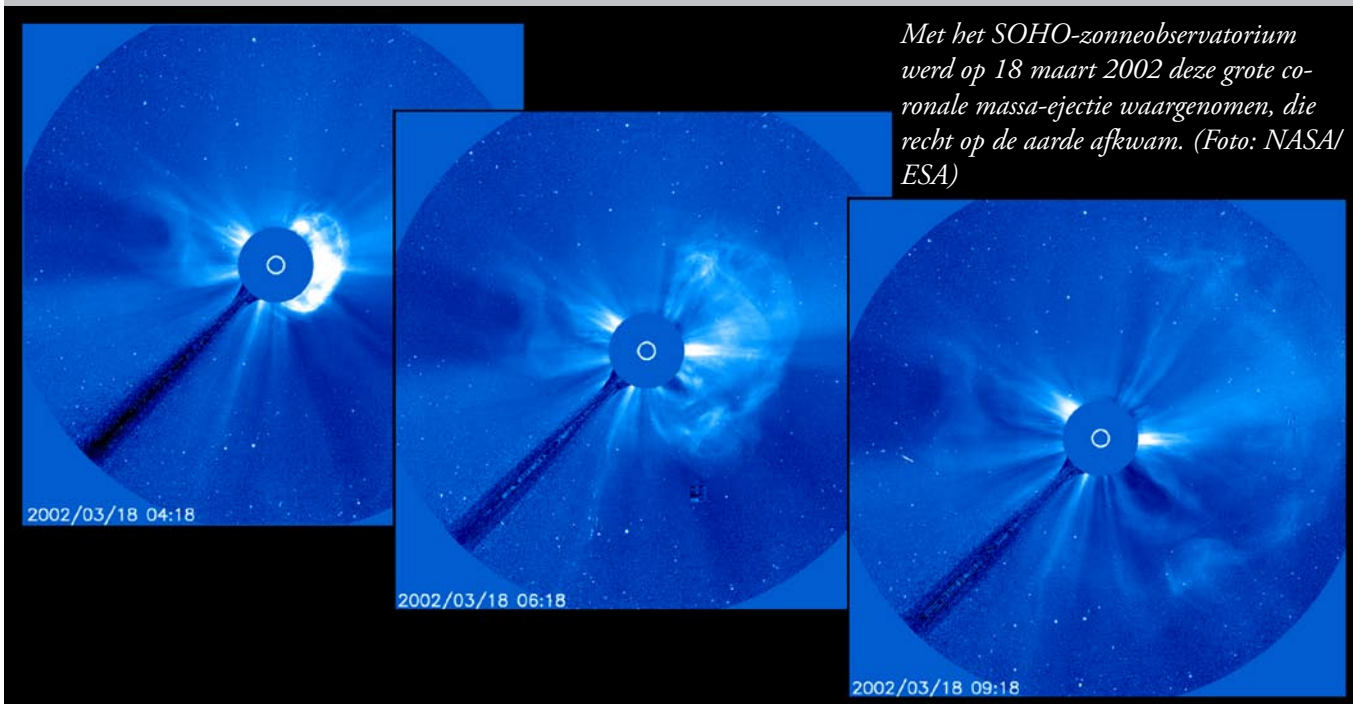 Met het SOHO-zonneobservatorium
werd op 18 maart 2002 deze grote co-
ronale massa-ejectie waargenomen, die
recht op de aarde afkwam. (Foto: NASA/
ESA)
2002/03/18 04:18
2002/03/18 06:18
2002/03/18 09:18